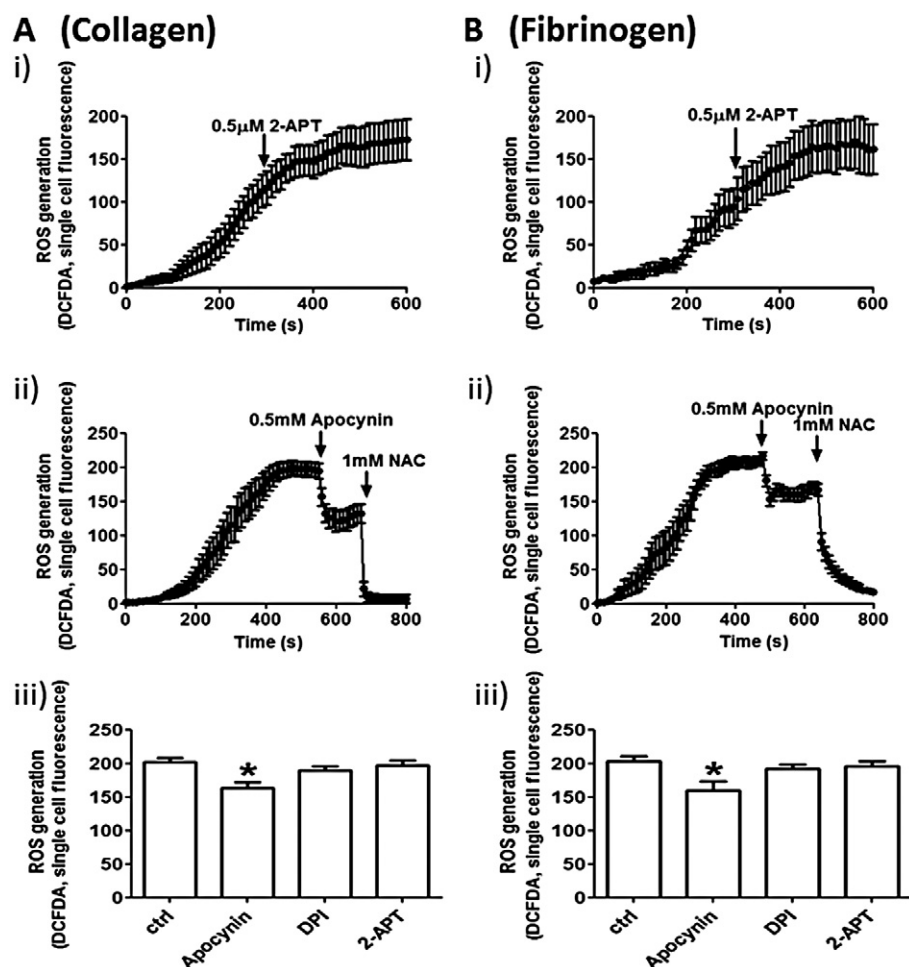 A (Collagen)
B (Fibrinogen)
i)
ROS generation
(DCFDA, single cell fluorescence)
200
150
100
50
0
0.5µM 2-APT
0 200 400 600
Time (s)
i)
ROS generation
(DCFDA, single cell fluorescence)
200
150
100
50
0
0.5µM 2-APT
0 200 400 600
Time (s)
ii)
ROS generation
(DCFDA, single cell fluorescence)
250
200
150
100
50
0
0.5mM Apocynin
1mM NAC
0 200 400 600 800
Time (s)
ii)
ROS generation
(DCFDA, single cell fluorescence)
250
200
150
100
50
0
0.5mM Apocynin
1mM NAC
0 200 400 600 800
Time (s)
iii)
ROS generation
(DCFDA, single cell fluorescence)
250
200
150
100
50
0
*
ctrl Apocynin DPI 2-APT
iii)
ROS generation
(DCFDA, single cell fluorescence)
250
200
150
100
50
0
*
ctrl Apocynin DPI 2-APT